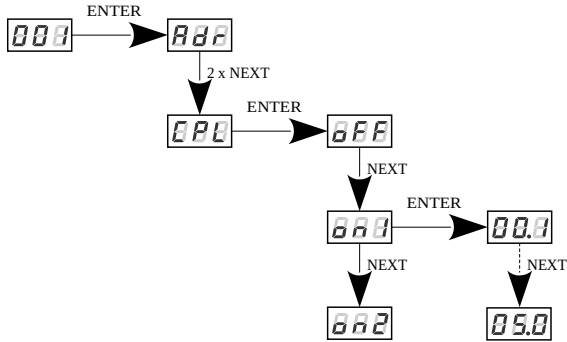 ENTER
001 Adr
2 x NEXT
ENTER
CPL oFF
NEXT
ENTER
on1 00.1
NEXT NEXT
on2 05.0